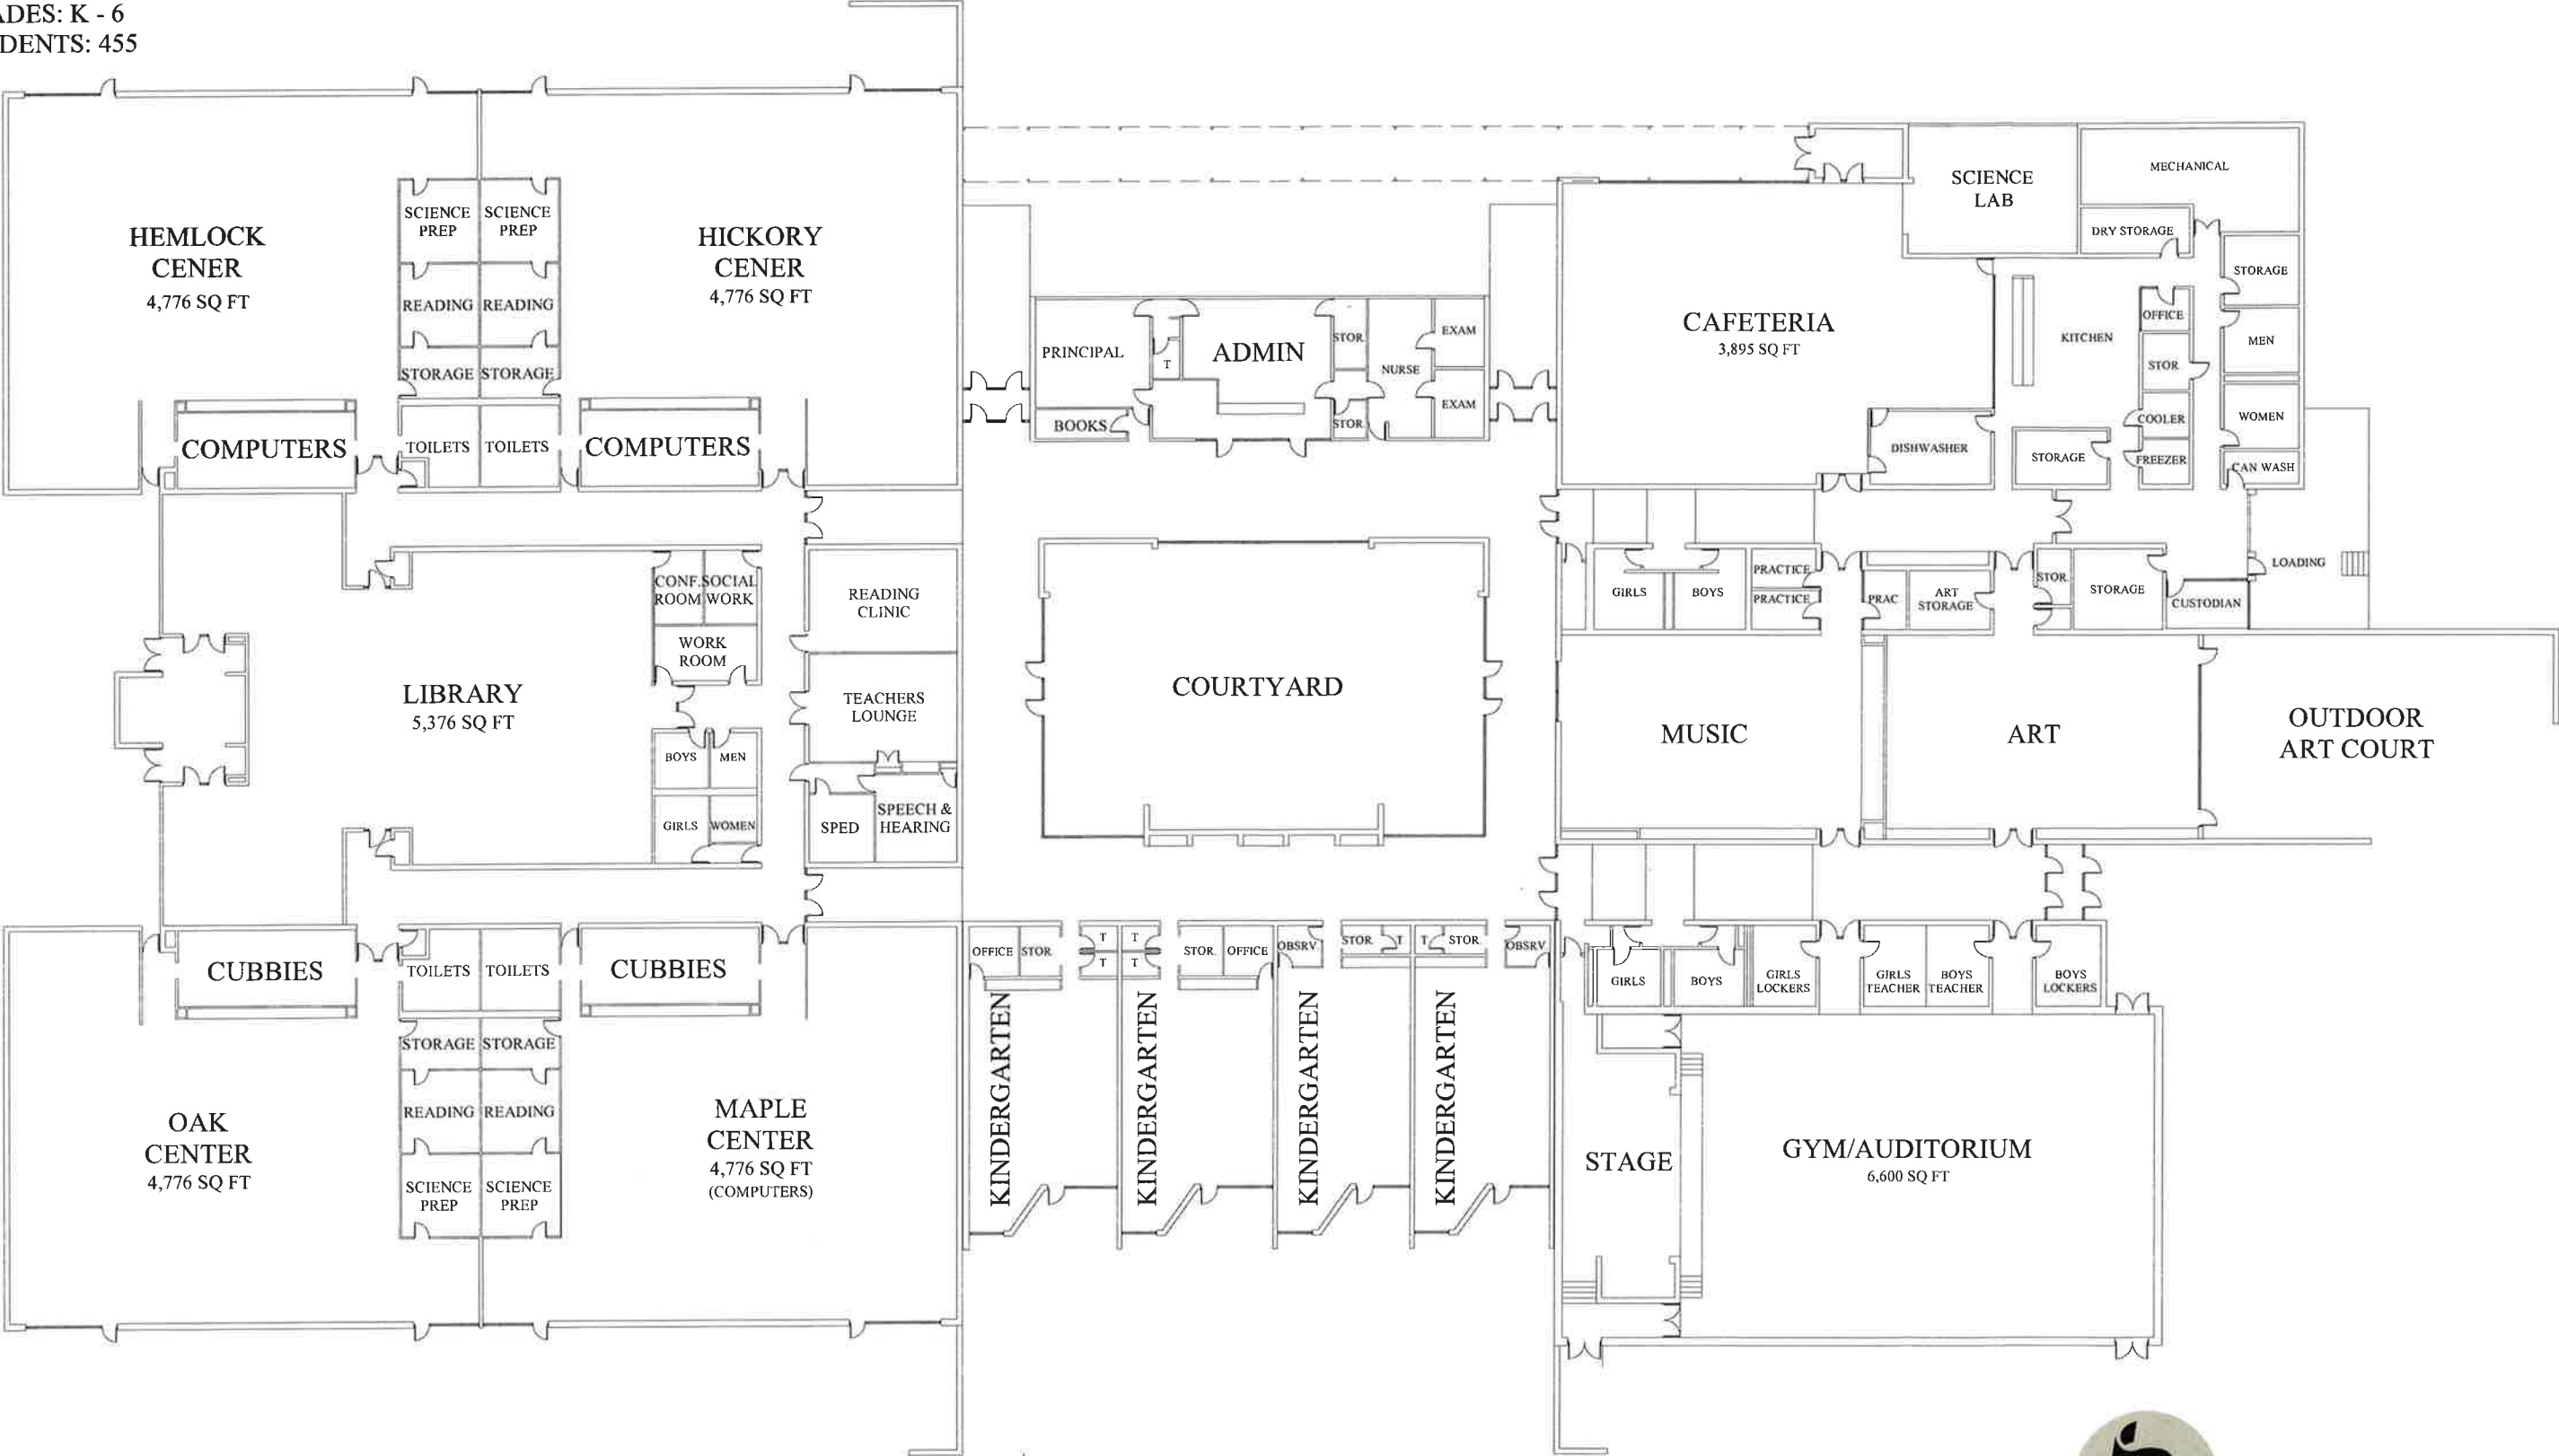 ADES: K - 6
DENTS: 455
HEMLOCK
CENER
4,776 SQ FT
SCIENCE
PREP
SCIENCE
PREP
READING
READING
STORAGE
STORAGE
HICKORY
CENER
4,776 SQ FT
COMPUTERS
TOILETS
TOILETS
COMPUTERS
PRINCIPAL
BOOKS
T
ADMIN
STOR
STOR
NURSE
EXAM
EXAM
CAFETERIA
3,895 SQ FT
SCIENCE
LAB
MECHANICAL
DRY STORAGE
STORAGE
KITCHEN
OFFICE
STOR
COOLER
FREEZER
MEN
WOMEN
CAN WASH
DISHWASHER
STORAGE
LIBRARY
5,376 SQ FT
CONF.
ROOM
SOCIAL
WORK
WORK
ROOM
BOYS
MEN
GIRLS
WOMEN
READING
CLINIC
TEACHERS
LOUNGE
SPED
SPEECH &
HEARING
COURTYARD
GIRLS
BOYS
PRACTICE
PRACTICE
PRAC
ART
STORAGE
STOR
STORAGE
CUSTODIAN
LOADING
MUSIC
ART
OUTDOOR
ART COURT
CUBBIES
TOILETS
TOILETS
CUBBIES
OFFICE
STOR
T
T
T
T
STOR
OFFICE
OBSRV
STOR
T
T
STOR
OBSRV
GIRLS
BOYS
GIRLS
LOCKERS
GIRLS
TEACHER
BOYS
TEACHER
BOYS
LOCKERS
OAK
CENTER
4,776 SQ FT
STORAGE
STORAGE
READING
READING
SCIENCE
PREP
SCIENCE
PREP
MAPLE
CENTER
4,776 SQ FT
(COMPUTERS)
KINDERGARTEN
KINDERGARTEN
KINDERGARTEN
KINDERGARTEN
STAGE
GYM/AUDITORIUM
6,600 SQ FT